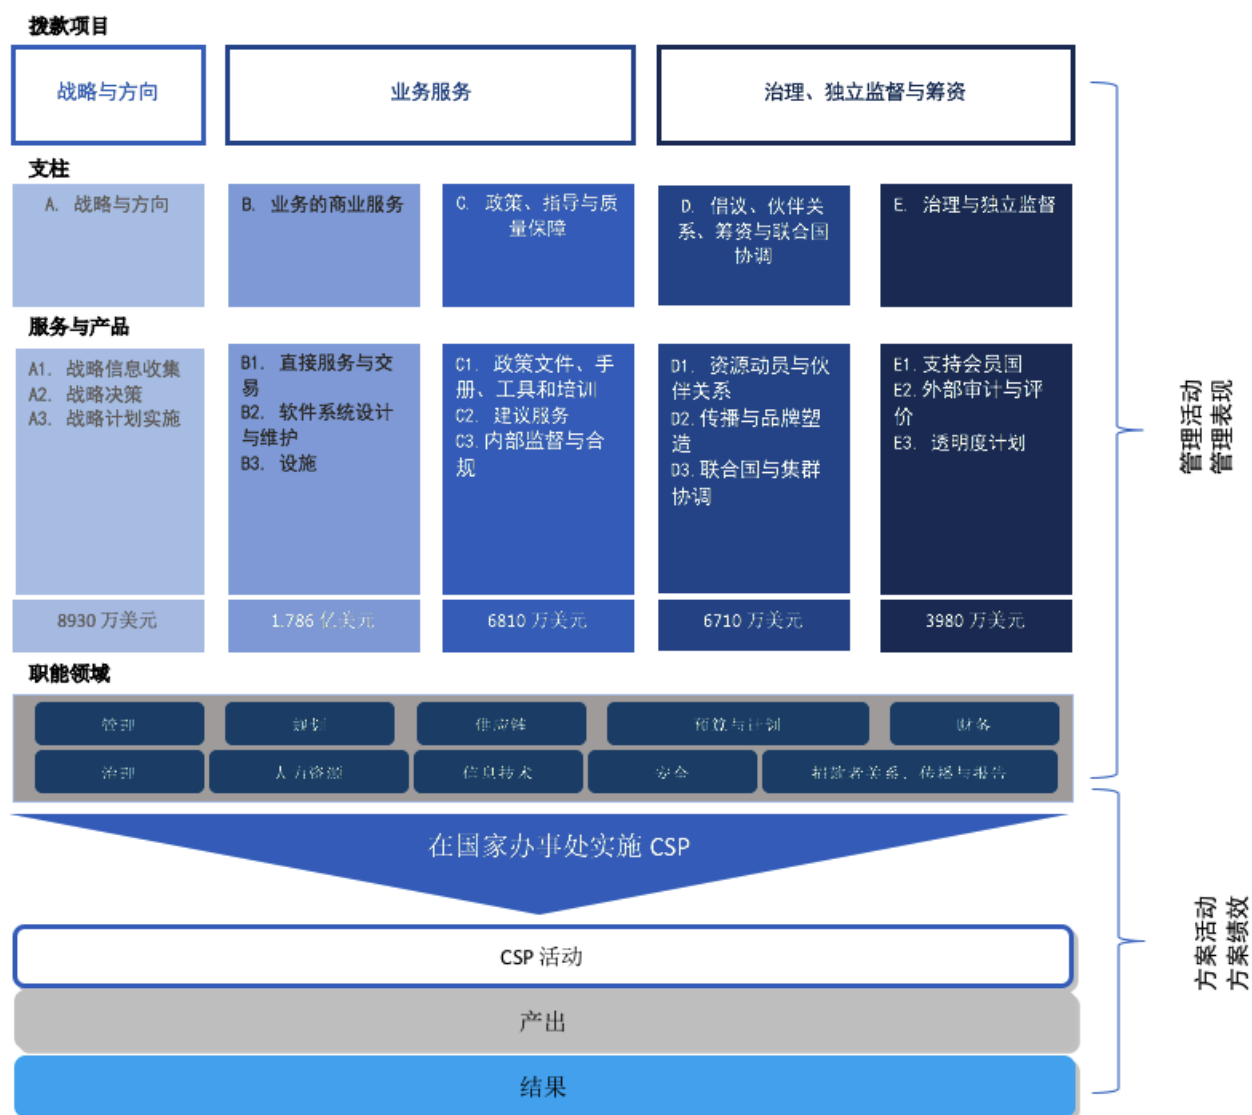 拨款项目
战略与方向
业务服务
治理、独立监督与筹资
支柱
A. 战略与方向
B. 业务的商业服务
C. 政策、指导与质
量保障
D. 倡议、伙伴关
系、筹资与联合国
协调
E. 治理与独立监督
服务与产品
A1. 战略信息收集
A2. 战略决策
A3. 战略计划实施
B1. 直接服务与交
易
B2. 软件系统设计
与维护
B3. 设施
C1. 政策文件、手
册、工具和培训
C2. 建议服务
C3. 内部监督与合
规
D1. 资源动员与伙
伴关系
D2. 传播与品牌塑
造
D3. 联合国与集群
协调
E1. 支持会员国
E2. 外部审计与评
价
E3. 透明度计划
8930 万美元
1.786 亿美元
6810 万美元
6710 万美元
3980 万美元
职能领域
管理
规划
供应链
预算与计划
财务
治理
人力资源
信息技术
安全
捐款者关系、传播与报告
在国家办事处实施 CSP
CSP 活动
产出
结果
管理活动
管理表现
方案活动
方案绩效